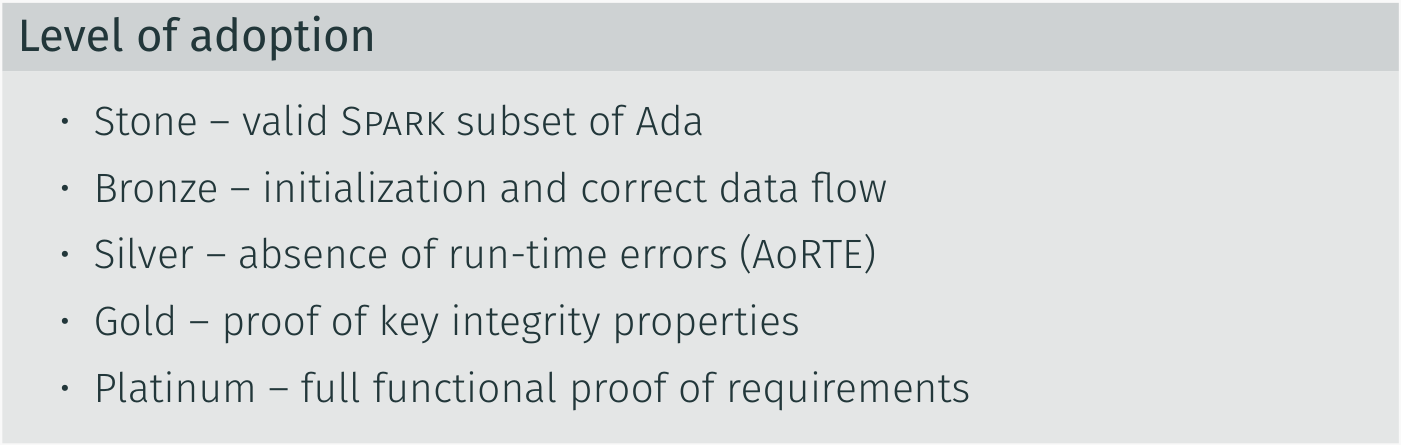 Level of adoption
• Stone – valid SPARK subset of Ada
• Bronze – initialization and correct data flow
• Silver – absence of run-time errors (AoRTE)
• Gold – proof of key integrity properties
• Platinum – full functional proof of requirements